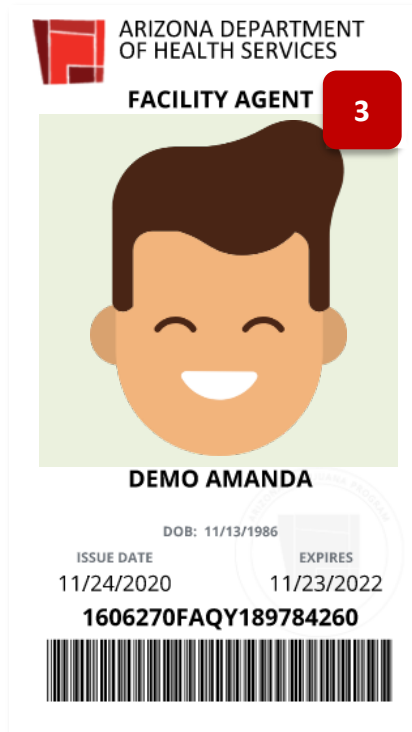 ARIZONA DEPARTMENT
OF HEALTH SERVICES
FACILITY AGENT
3
DEMO AMANDA
DOB: 11/13/1986
ISSUE DATE EXPIRES
11/24/2020 11/23/2022
1606270FAQY189784260